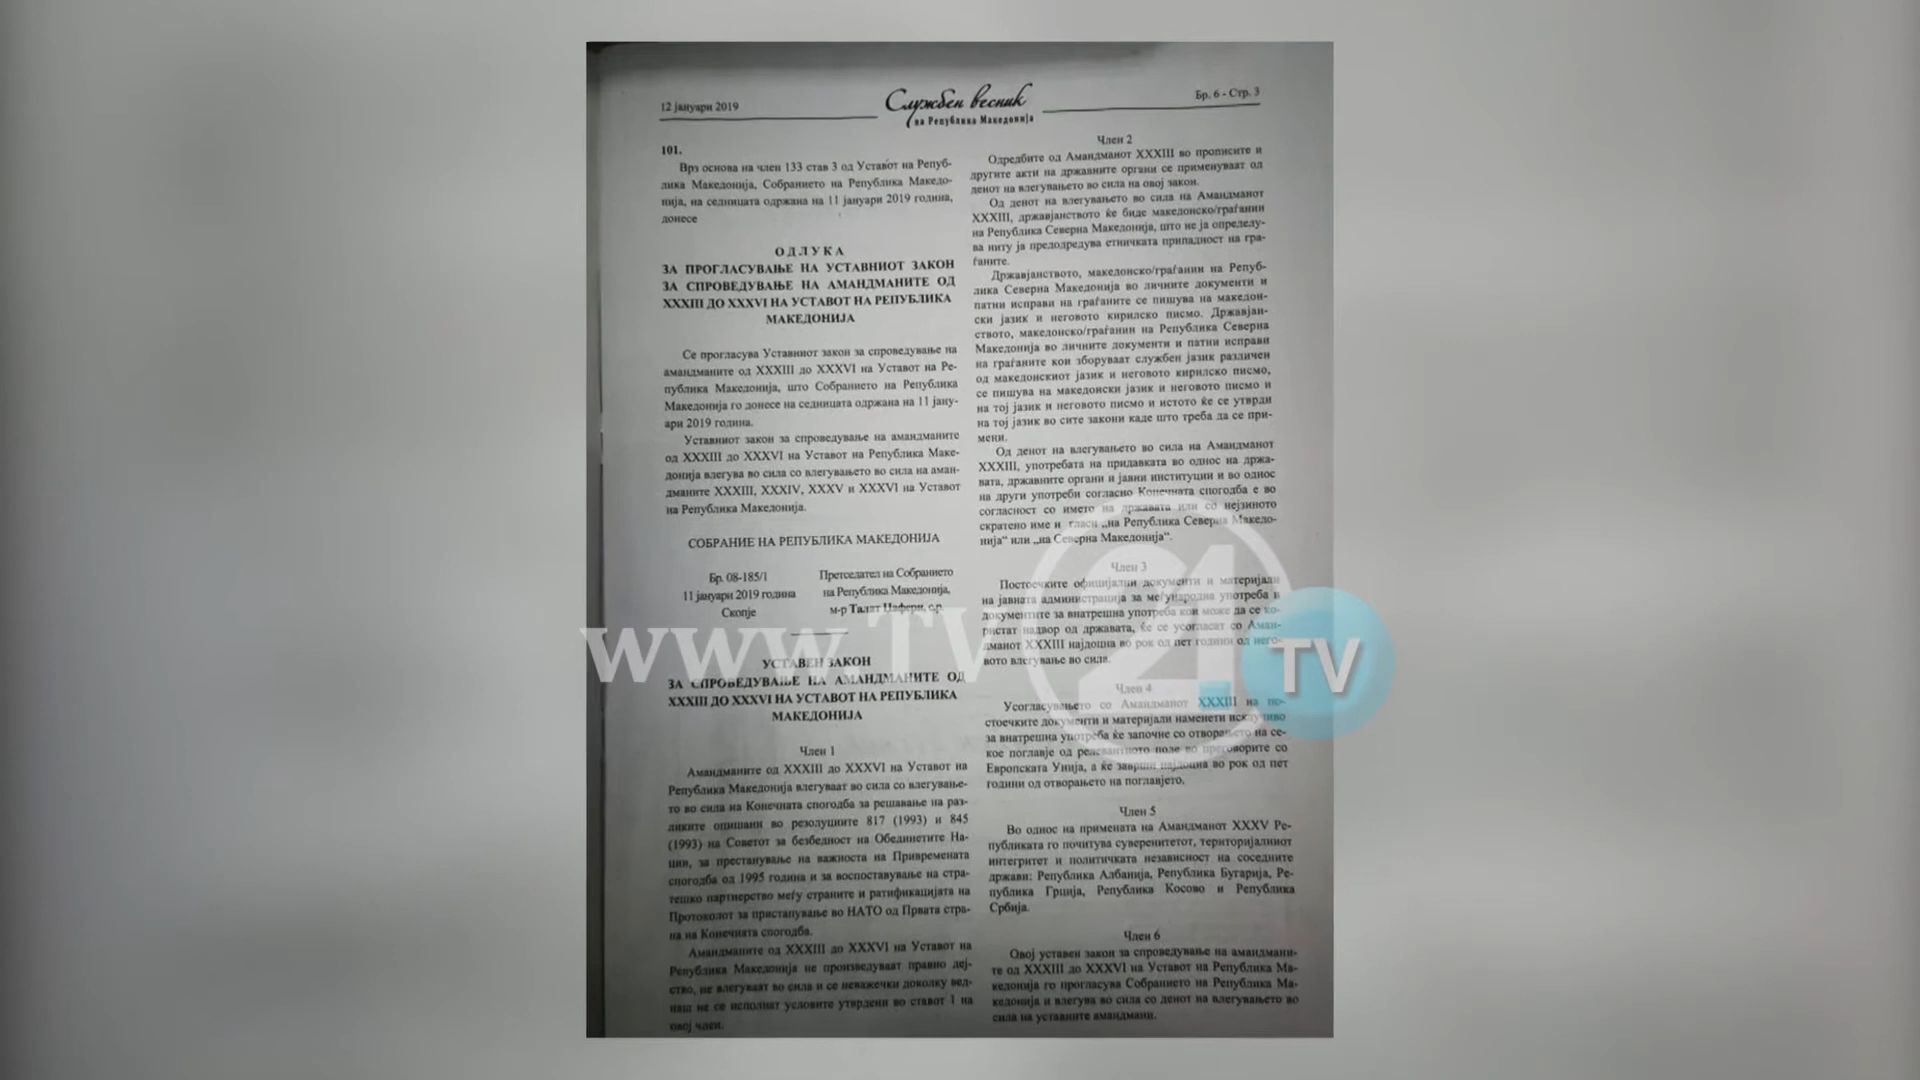 12 јануари 2019
Службен весник
на Република Македонија
Бр. 6 - Стр. 3
101.
Врз основа на член 133 став 3 од Уставот на Репуб-
лика Македонија, Собранието на Република Македо-
нија, на седницата одржана на 11 јануари 2019 година,
донесе
ОДЛУКА
ЗА ПРОГЛАСУВАЊЕ НА УСТАВНИОТ ЗАКОН
ЗА СПРОВЕДУВАЊЕ НА АМАНДМАНИТЕ ОД
XXXIII ДО XXXVI НА УСТАВОТ НА РЕПУБЛИКА
МАКЕДОНИЈА
Се прогласува Уставниот закон за спроведување на
амандманите од XXXIII до XXXVI на Уставот на Ре-
публика Македонија, што Собранието на Република
Македонија го донесе на седницата одржана на 11 јану-
ари 2019 година.
Уставниот закон за спроведување на амандманите
од XXXIII до XXXVI на Уставот на Република Маке-
донија влегува во сила со влегувањето во сила на аман-
дманите XXXIII, XXXIV, XXXV и XXXVI на Уставот
на Република Македонија.
СОБРАНИЕ НА РЕПУБЛИКА МАКЕДОНИЈА
Бр. 08-185/1
11 јануари 2019 година
Скопје
Претседател на Собранието
на Република Македонија,
м-р Талат Џафери, с.р.
УСТАВЕН ЗАКОН
ЗА СПРОВЕДУВАЊЕ НА АМАНДМАНИТЕ ОД
XXXIII ДО XXXVI НА УСТАВОТ НА РЕПУБЛИКА
МАКЕДОНИЈА
Член 1
Амандманите од XXXIII до XXXVI на Уставот на
Република Македонија влегуваат во сила со влегување-
то во сила на Конечната спогодба за решавање на раз-
ликите опишани во резолуциите 817 (1993) и 845
(1993) на Советот за безбедност на Обединетите На-
ции, за престанување на важноста на Привремената
спогодба од 1995 година и за воспоставување на стра-
тешко партнерство меѓу страните и ратификацијата на
Протоколот за пристапување во НАТО од Првата стра-
на на Конечната спогодба.
Амандманите од XXXIII до XXXVI на Уставот на
Република Македонија не произведуваат правно деј-
ство, не влегуваат во сила и се неважечки доколку вед-
наш не се исполнат условите утврдени во ставот 1 на
овој член.
Член 2
Одредбите од Амандманот XXXIII во прописите и
другите акти на државните органи се применуваат од
денот на влегувањето во сила на овој закон.
Од денот на влегувањето во сила на Амандманот
XXXIII, државјанството ќе биде македонско/граѓанин
на Република Северна Македонија, што не ја определу-
ва ниту ја предодредува етничката припадност на гра-
ѓаните.
Државјанството, македонско/граѓанин на Репуб-
лика Северна Македонија во личните документи и
патни исправи на граѓаните се пишува на македон-
ски јазик и неговото кирилско писмо. Државјан-
ството, македонско/граѓанин на Република Северна
Македонија во личните документи и патни исправи
на граѓаните кои зборуваат службен јазик различен
од македонскиот јазик и неговото кирилско писмо,
се пишува на македонски јазик и неговото писмо и
на тој јазик и неговото писмо и истото ќе се утврди
на тој јазик во сите закони каде што треба да се при-
мени.
Од денот на влегувањето во сила на Амандманот
XXXIII, употребата на придавката во однос на држа-
вата, државните органи и јавни институции и во однос
на други употреби согласно Конечната спогодба е во
согласност со името на државата или со нејзиното
скратено име и гласи „на Република Северна Македо-
нија“ или „на Северна Македонија“.
Член 3
Постоечките официјални документи и материјали
на јавната администрација за меѓународна употреба и
документите за внатрешна употреба кои може да се ко-
ристат надвор од државата, ќе се усогласат со Аман-
дманот XXXIII најдоцна во рок од пет години од него-
вото влегување во сила.
Член 4
Усогласувањето со Амандманот XXXIII на по-
стоечките документи и материјали наменети исклучиво
за внатрешна употреба ќе започне со отворањето на се-
кое поглавје од релевантното поле во преговорите со
Европската Унија, а ќе заврши најдоцна во рок од пет
години од отворањето на поглавјето.
Член 5
Во однос на примената на Амандманот XXXV Ре-
публиката го почитува суверенитетот, територијалниот
интегритет и политичката независност на соседните
држави: Република Албанија, Република Бугарија, Ре-
публика Грција, Република Косово и Република
Србија.
Член 6
Овој уставен закон за спроведување на амандмани-
те од XXXIII до XXXVI на Уставот на Република Ма-
кедонија го прогласува Собранието на Република Ма-
кедонија и влегува во сила со денот на влегувањето во
сила на уставните амандмани.
www.TV
21
TV